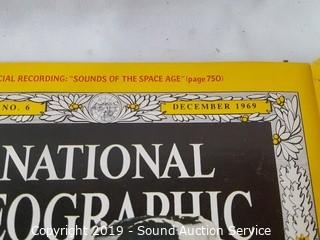 CIAL RECORDING: "SOUNDS OF THE SPACE AGE" (page 750)
NO. 6 DECEMBER 1969
NATIONAL
EOGRAPHIC
Copyright 2019 - Sound Auction Service